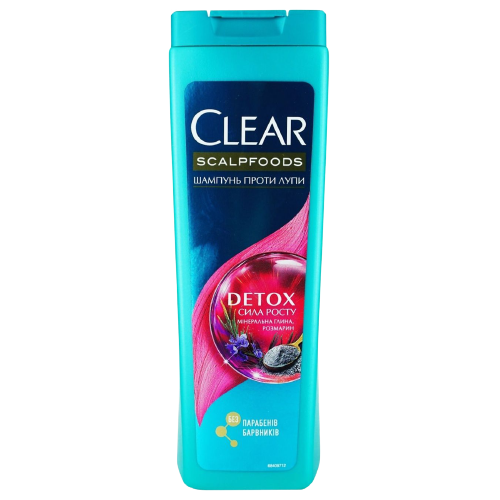 CLEAR
SCALPFOODS
ШАМПУНЬ ПРОТИ ЛУПИ
DETOX
СИЛА РОСТУ
МІНЕРАЛЬНА ГЛИНА,
РОЗМАРИН
БЕЗ
ПАРАБЕНІВ
БАРВНИКІВ